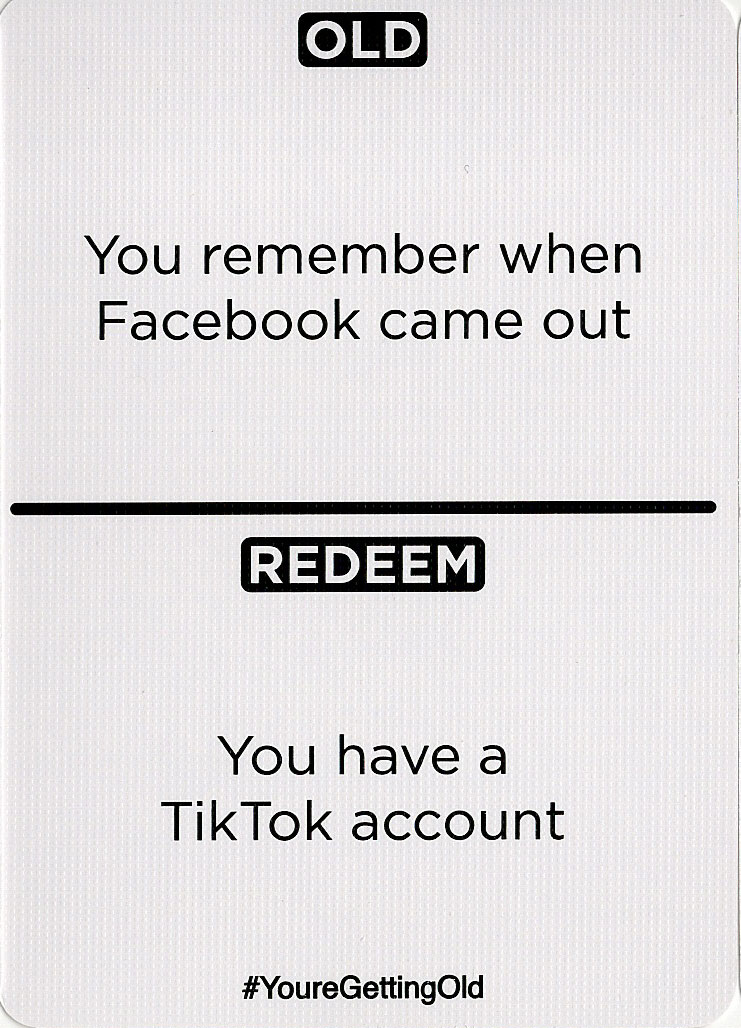 OLD
You remember when
Facebook came out
REDEEM
You have a
TikTok account
#YoureGettingOld